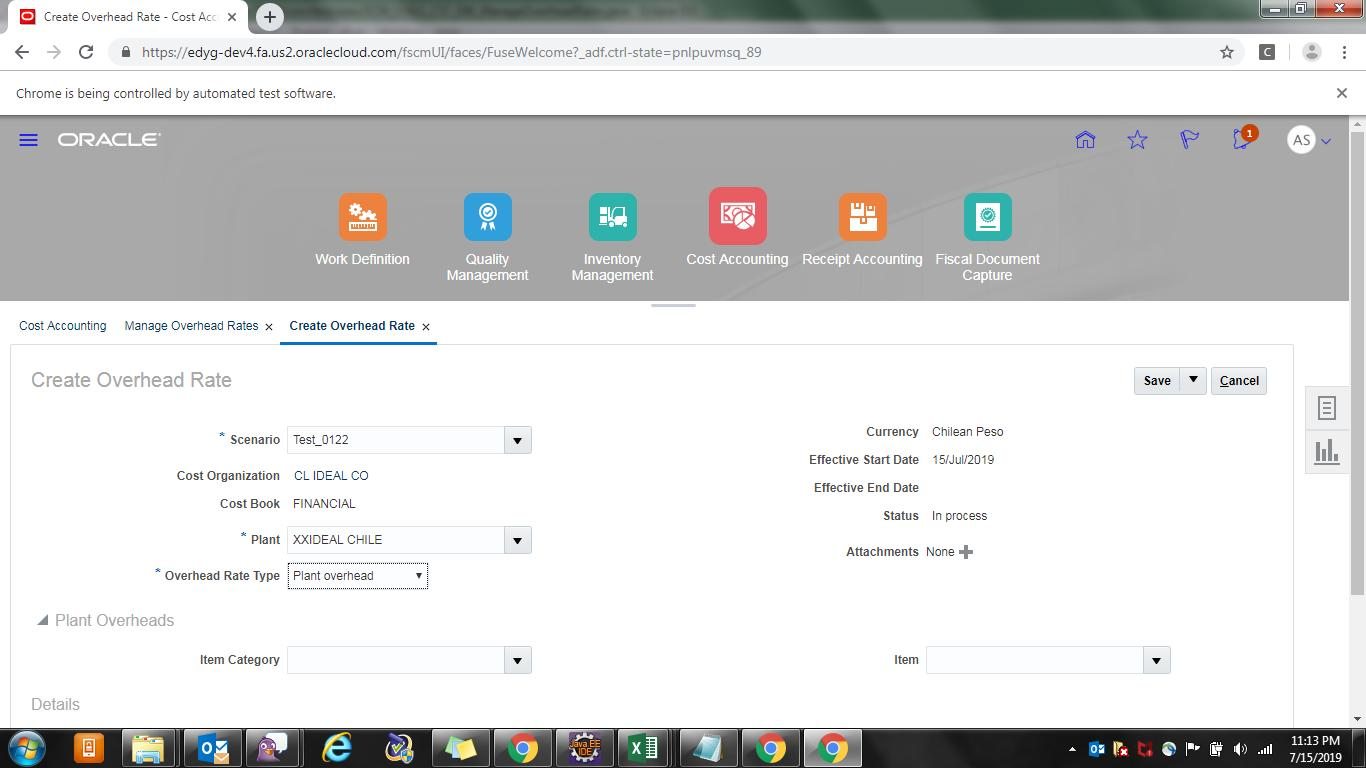 Create Overhead Rate - Cost Acc
https://edyg-dev4.fa.us2.oraclecloud.com/fscmUI/faces/FuseWelcome?_adf.ctrl-state=pnlpuvmsq_89
C
Chrome is being controlled by automated test software.
ORACLE
1
AS
Work Definition
Quality Management
Inventory Management
Cost Accounting
Receipt Accounting
Fiscal Document Capture
Cost Accounting
Manage Overhead Rates
Create Overhead Rate
Create Overhead Rate
Save
Cancel
* Scenario Test_0122
Cost Organization CL IDEAL CO
Cost Book FINANCIAL
* Plant XXIDEAL CHILE
* Overhead Rate Type Plant overhead
Currency Chilean Peso
Effective Start Date 15/Jul/2019
Effective End Date
Status In process
Attachments None
Plant Overheads
Item Category
Item
Details
Java EE
IDE
11:13 PM
7/15/2019